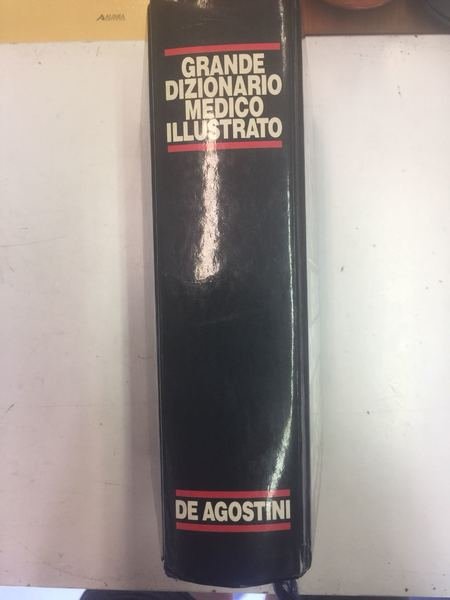 GRANDE
DIZIONARIO
MEDICO
ILLUSTRATO
DE AGOSTINI